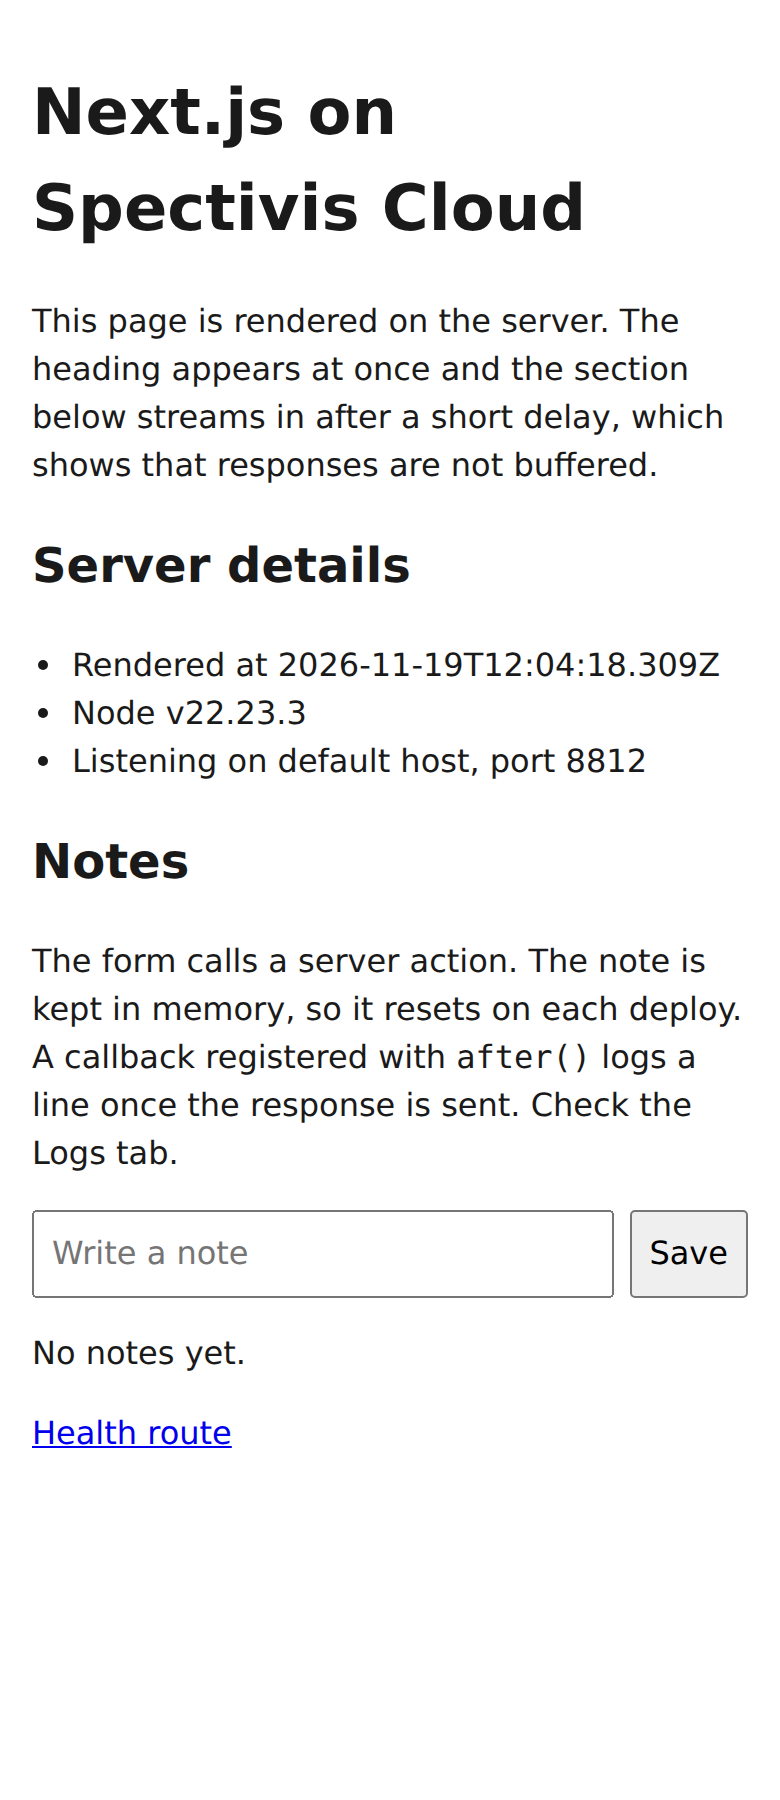 Next.js on
Spectivis Cloud
This page is rendered on the server. The
heading appears at once and the section
below streams in after a short delay, which
shows that responses are not buffered.
Server details
• Rendered at 2026-11-19T12:04:18.309Z
• Node v22.23.3
• Listening on default host, port 8812
Notes
The form calls a server action. The note is
kept in memory, so it resets on each deploy.
A callback registered with after() logs a
line once the response is sent. Check the
Logs tab.
Write a note Save
No notes yet.
Health route